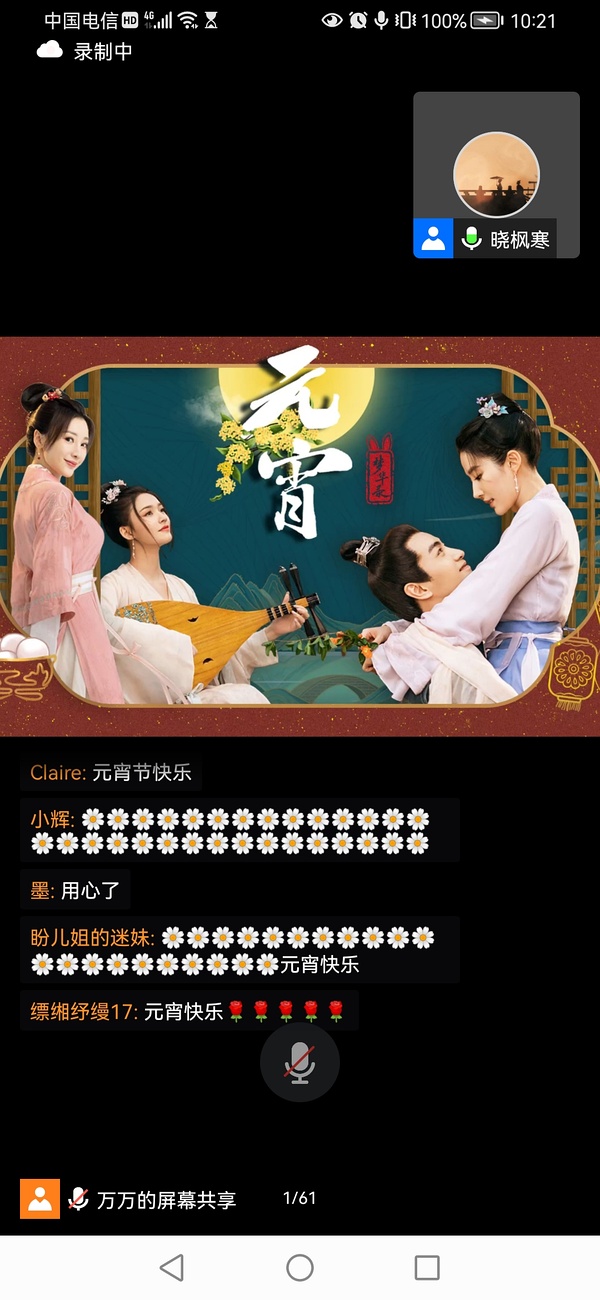 中国电信 HD 4G 100% 10:21
录制中
晓枫寒
元宵
梦华录
Claire: 元宵节快乐
小辉: 🌼🌼🌼🌼🌼🌼🌼🌼🌼🌼🌼🌼🌼🌼
🌼🌼🌼🌼🌼🌼🌼🌼🌼🌼🌼🌼🌼🌼🌼🌼
墨: 用心了
盼儿姐的迷妹: 🌼🌼🌼🌼🌼🌼🌼🌼🌼🌼🌼
🌼🌼🌼🌼🌼🌼🌼🌼🌼🌼元宵快乐
缥缃纾缦17: 元宵快乐🌹🌹🌹🌹🌹
万万的屏幕共享 1/61